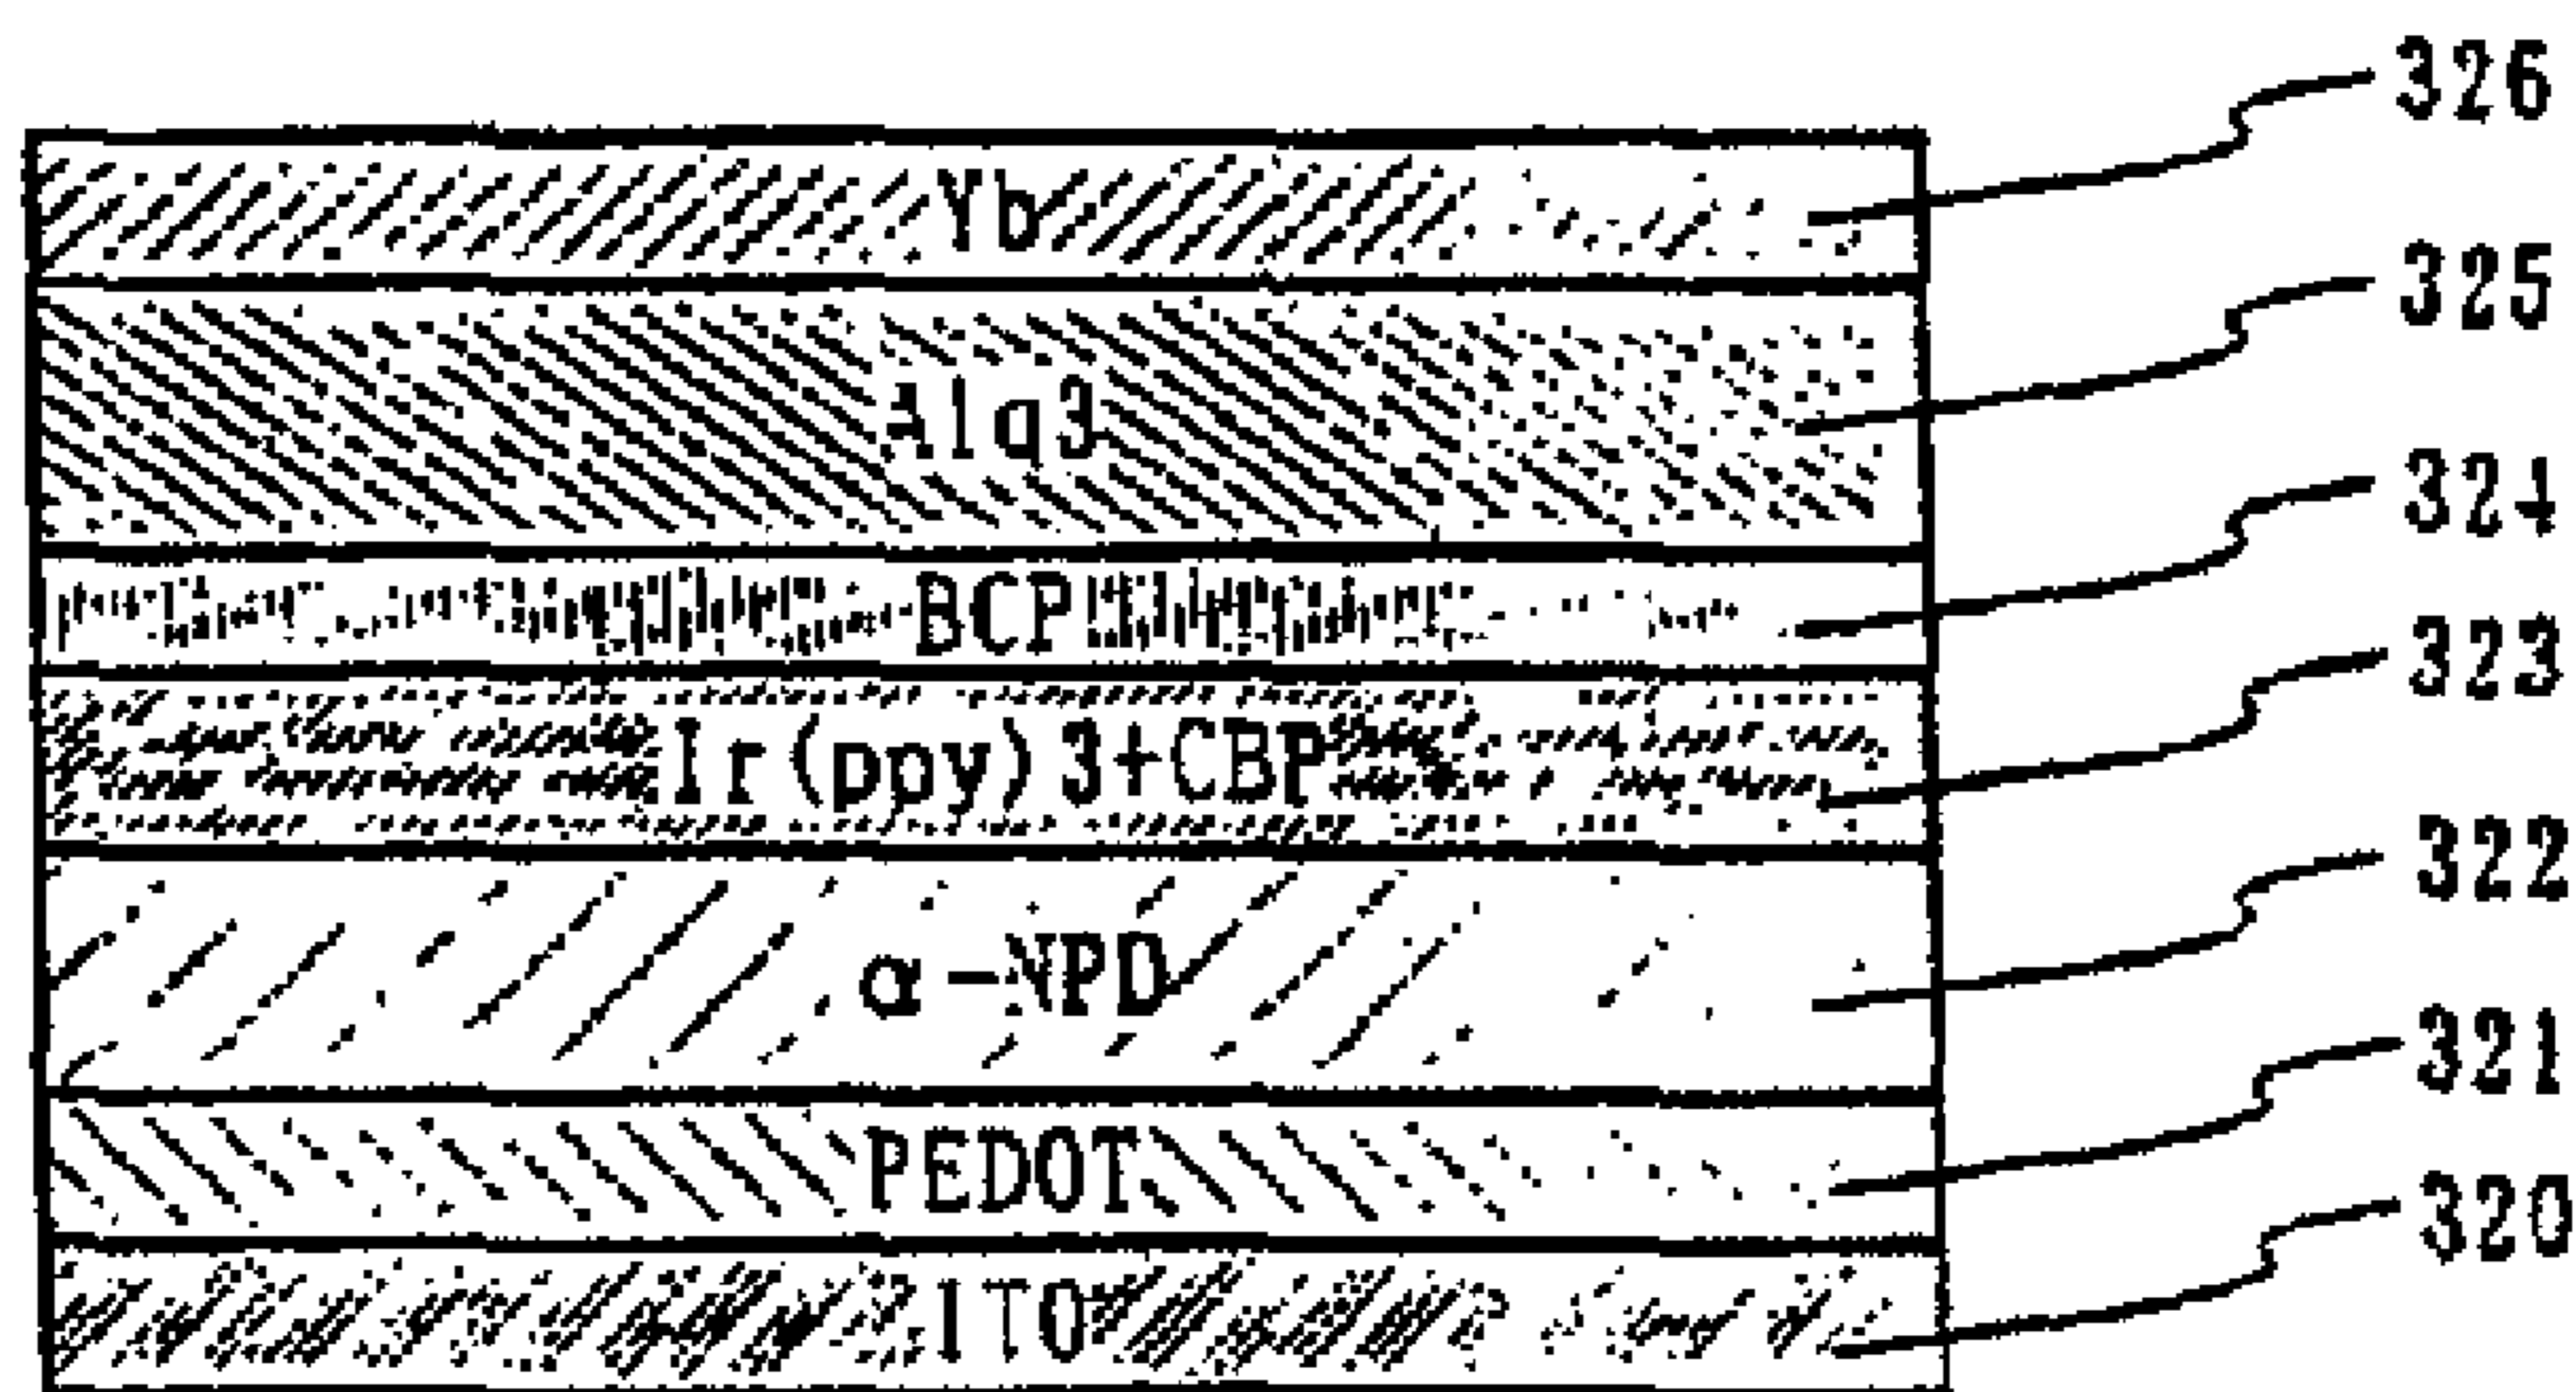 326
Yb
325
Alq3
324
BCP
323
Ir(ppy)3+CBP
322
α-NPD
321
PEDOT
320
ITO